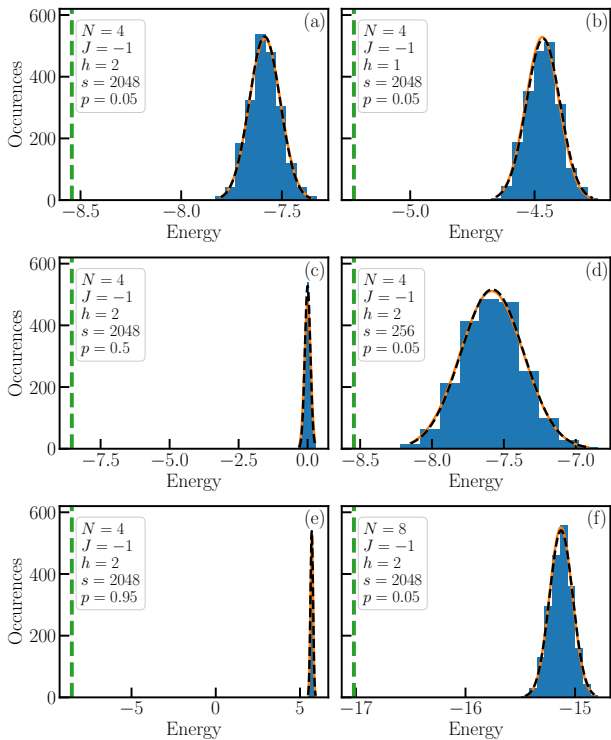 (a)
600
400
200
0
Occurences
N = 4
J = −1
h = 2
s = 2048
p = 0.05
−8.5
−8.0
−7.5
Energy
(b)
N = 4
J = −1
h = 1
s = 2048
p = 0.05
−5.0
−4.5
Energy
(c)
600
400
200
0
Occurences
N = 4
J = −1
h = 2
s = 2048
p = 0.5
−7.5
−5.0
−2.5
0.0
Energy
(d)
N = 4
J = −1
h = 2
s = 256
p = 0.05
−8.5
−8.0
−7.5
−7.0
Energy
(e)
600
400
200
0
Occurences
N = 4
J = −1
h = 2
s = 2048
p = 0.95
−5
0
5
Energy
(f)
N = 8
J = −1
h = 2
s = 2048
p = 0.05
−17
−16
−15
Energy